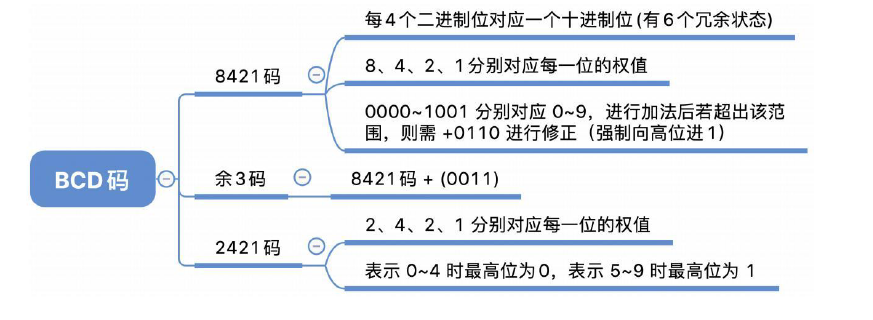 每4个二进制位对应一个十进制位(有6个冗余状态)
8421码
8、4、2、1分别对应每一位的权值
0000~1001 分别对应 0~9，进行加法后若超出该范
围，则需 +0110 进行修正（强制向高位进1）
BCD码
余3码
8421码 + (0011)
2421码
2、4、2、1 分别对应每一位的权值
表示 0~4 时最高位为0，表示 5~9 时最高位为 1